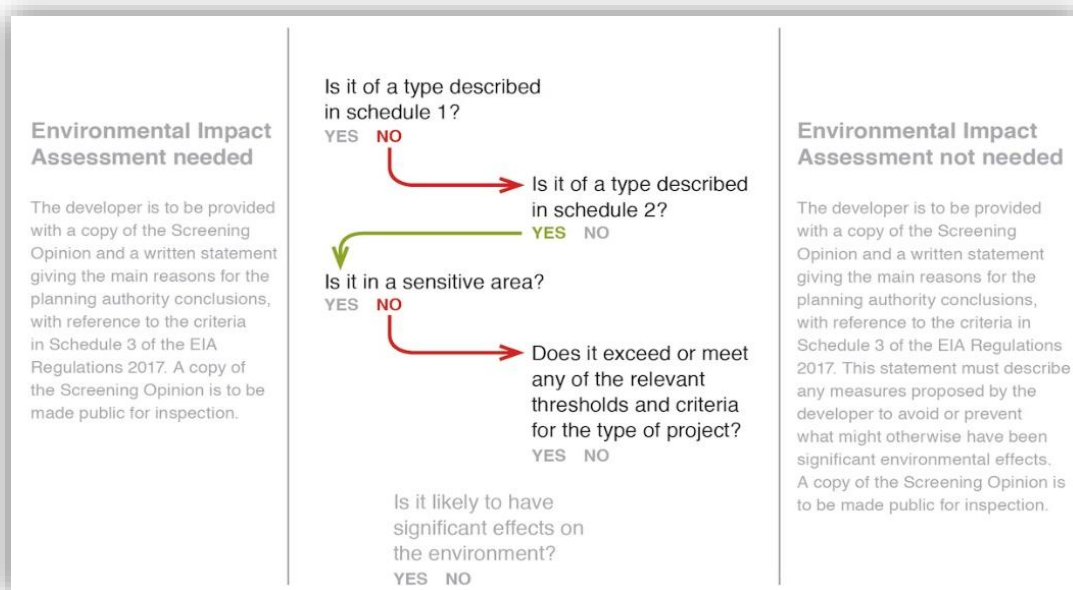 Environmental Impact
Assessment needed
The developer is to be provided
with a copy of the Screening
Opinion and a written statement
giving the main reasons for the
planning authority conclusions,
with reference to the criteria
in Schedule 3 of the EIA
Regulations 2017. A copy of
the Screening Opinion is to be
made public for inspection.
Is it of a type described
in schedule 1?
YES NO
Is it of a type described
in schedule 2?
YES NO
Is it in a sensitive area?
YES NO
Does it exceed or meet
any of the relevant
thresholds and criteria
for the type of project?
YES NO
Is it likely to have
significant effects on
the environment?
YES NO
Environmental Impact
Assessment not needed
The developer is to be provided
with a copy of the Screening
Opinion and a written statement
giving the main reasons for the
planning authority conclusions,
with reference to the criteria in
Schedule 3 of the EIA Regulations
2017. This statement must describe
any measures proposed by the
developer to avoid or prevent
what might otherwise have been
significant environmental effects.
A copy of the Screening Opinion is
to be made public for inspection.